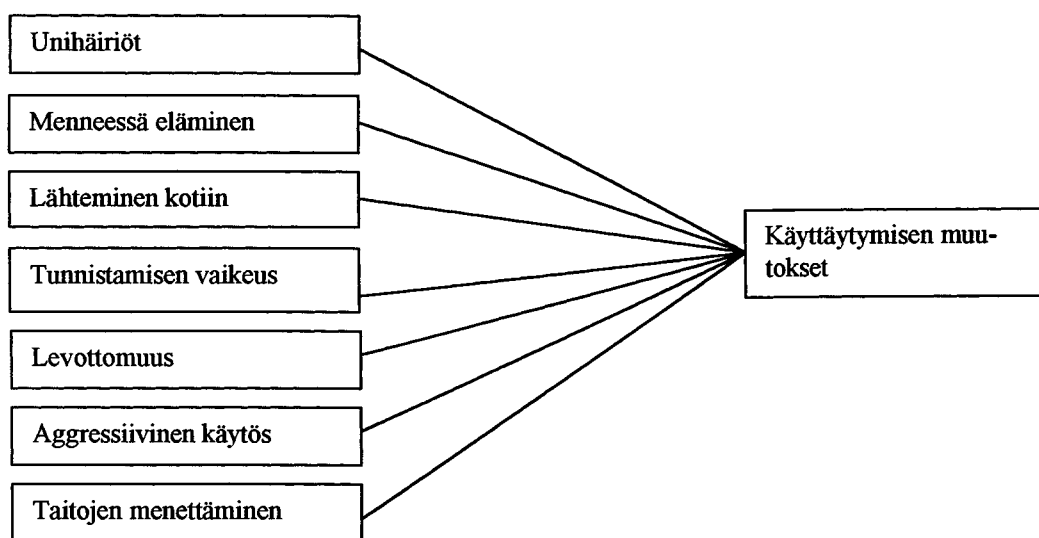 Unihäiriöt
Menneessä eläminen
Lähteminen kotiin
Tunnistamisen vaikeus
Levottomuus
Aggressiivinen käytös
Taitojen menettäminen
Käyttäytymisen muu-
tokset